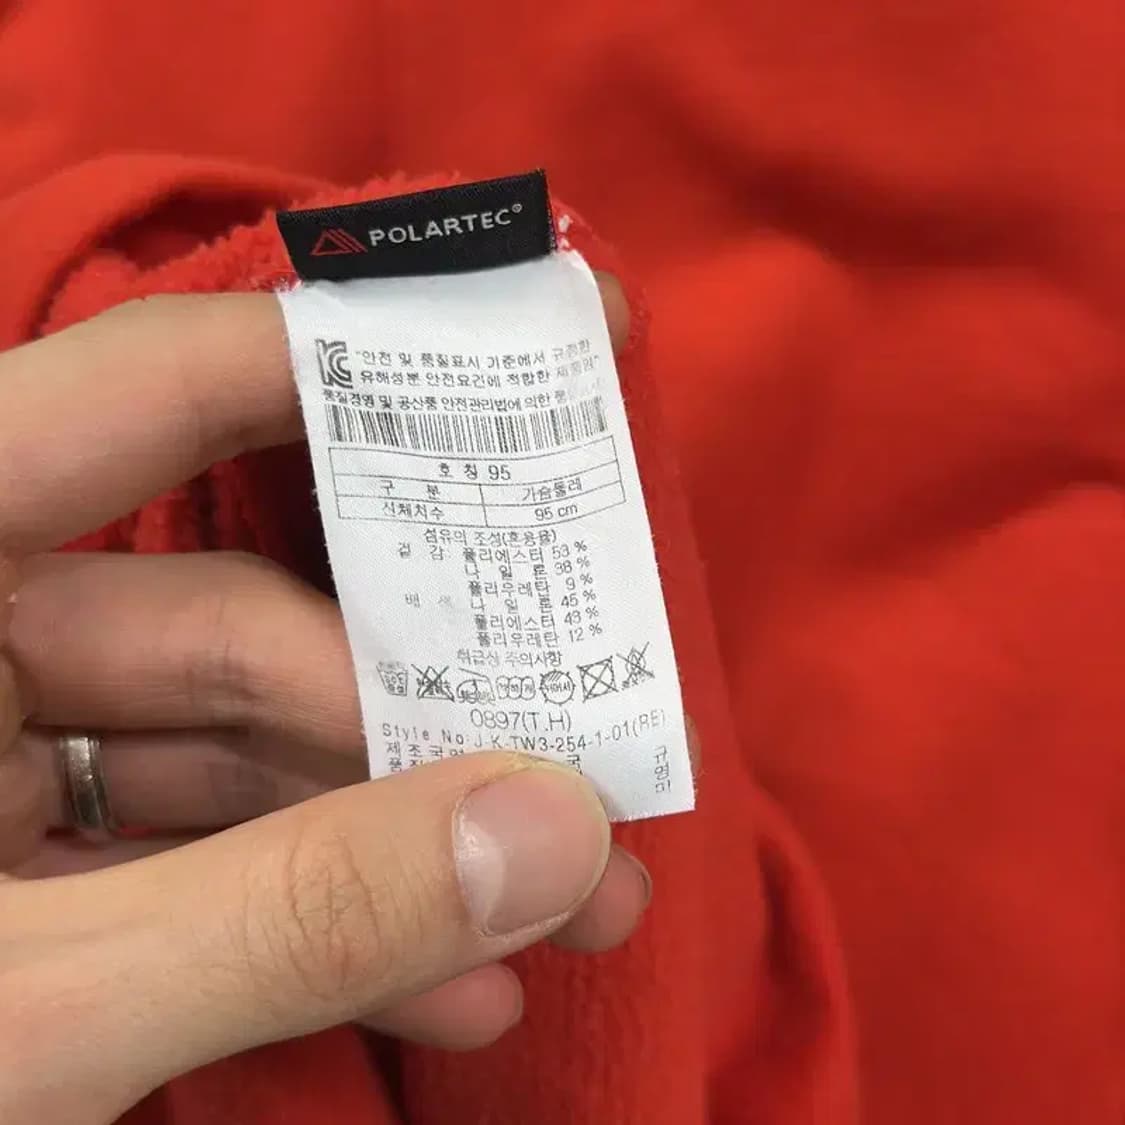 POLARTEC®
"안전 및 품질표시 기준에서 규정한
유해성분 안전요건에 적합한 제품임"
품질경영 및 공산품 안전관리법에 의한 품
호 칭 95
구 분 가슴둘레
신체치수 95 cm
섬유의 조성(혼용율)
겉 감 폴리에스터 53 %
나 일 론 38 %
폴리우레탄 9 %
배 색 나 일 론 45 %
폴리에스터 43 %
폴리우레탄 12 %
취급상 주의사항
0897(T.H)
Style No: J-K-TW3-254-1-01(RE)
제 조 국